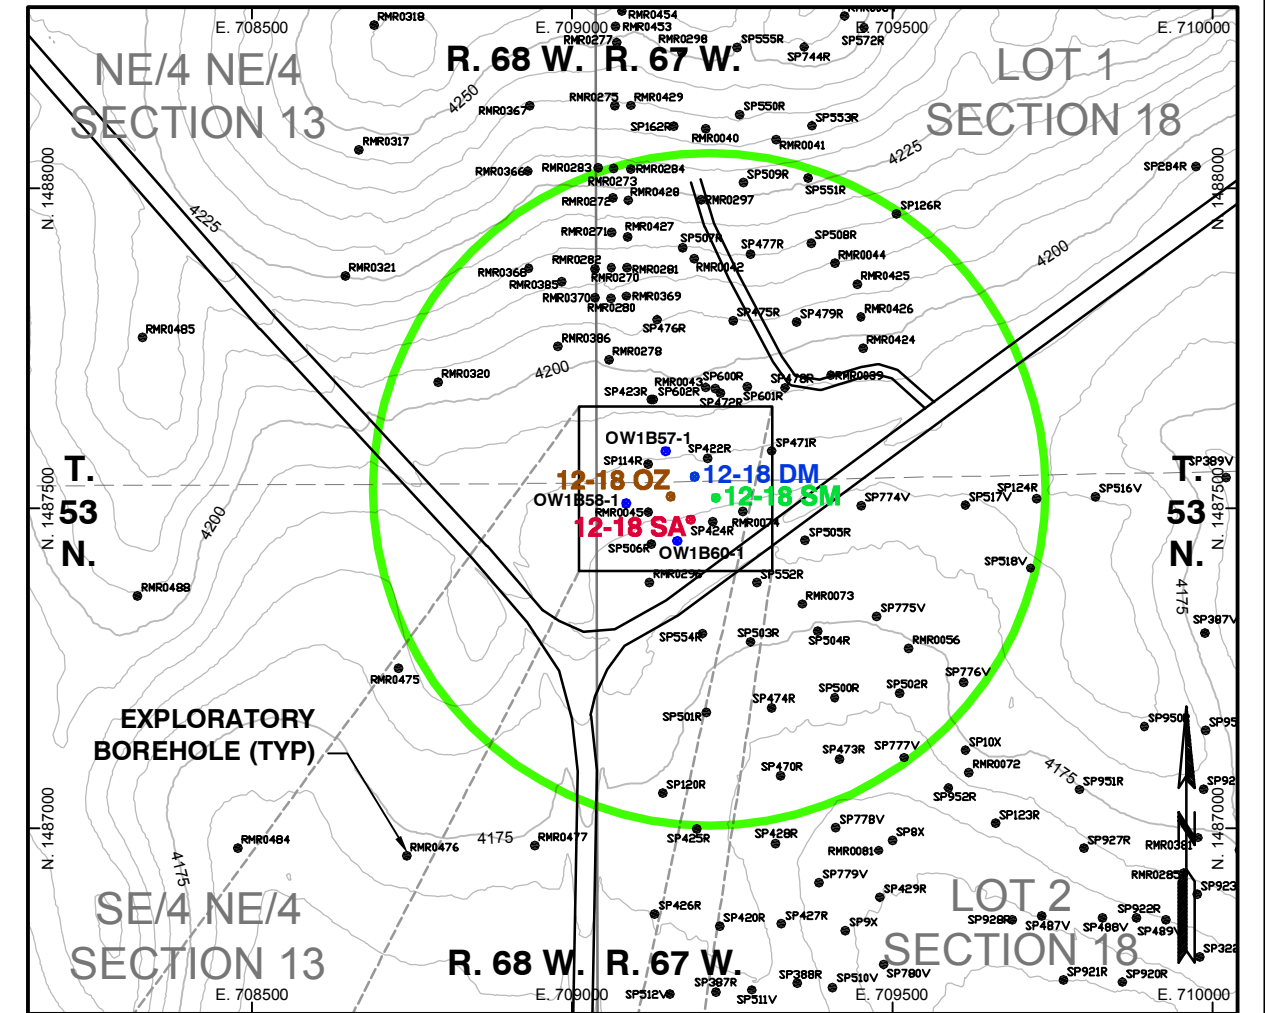 E. 708500
E. 709000
E. 709500
E. 710000
RMR0318
RMR0454
RMR0453
RMR0277
RMR0298
SP555R
SP572R
SP744R
R. 68 W.
R. 67 W.
NE/4 NE/4
SECTION 13
LOT 1
SECTION 18
4250
RMR0367
RMR0275
RMR0429
SP550R
SP553R
SP162R
RMR0040
RMR0041
RMR0317
4225
N. 1488000
N. 1488000
RMR0366
RMR0283
RMR0284
RMR0273
SP509R
SP551R
SP284R
RMR0272
RMR0428
RMR0297
SP126R
4225
RMR0271
RMR0427
SP507R
SP477R
SP508R
4200
RMR0282
RMR0368
RMR0281
RMR0042
RMR0044
RMR0321
RMR0385
RMR0270
RMR0425
RMR0370
RMR0369
RMR0280
SP475R
SP479R
RMR0426
SP476R
RMR0485
RMR0386
RMR0278
RMR0424
4200
RMR0320
RMR0043
SP600R
SP478R
RMR0039
SP423R
SP602R
SP472R
SP601R
OW1B57-1
SP422R
SP471R
SP114R
T.
53
N.
T.
53
N.
SP389V
12-18 OZ
12-18 DM
12-18 SM
OW1B58-1
RMR0045
RMR0074
SP774V
SP517V
SP124R
SP516V
N. 1487500
N. 1487500
4200
12-18 SA
SP424R
SP506R
OW1B60-1
SP505R
SP518V
SP552R
RMR0488
RMR0073
SP775V
4175
SP387V
SP554R
SP503R
SP504R
RMR0056
RMR0475
SP776V
SP474R
SP500R
SP502R
SP501R
EXPLORATORY
BOREHOLE (TYP)
SP473R
SP777V
SP10X
RMR0072
4175
SP470R
SP951R
SP120R
SP952R
SP123R
N. 1487000
N. 1487000
RMR0484
RMR0476
4175
RMR0477
SP425R
SP428R
SP778V
SP8X
RMR0081
SP927R
RMR0381
4175
SP779V
SP429R
RMR0285
SE/4 NE/4
SECTION 13
LOT 2
SECTION 18
SP426R
SP420R
SP427R
SP9X
SP928R
SP487V
SP488V
SP922R
SP489V
R. 68 W.
R. 67 W.
SP512V
SP387R
SP511V
SP388R
SP510V
SP780V
SP921R
SP920R
E. 708500
E. 709000
E. 709500
E. 710000